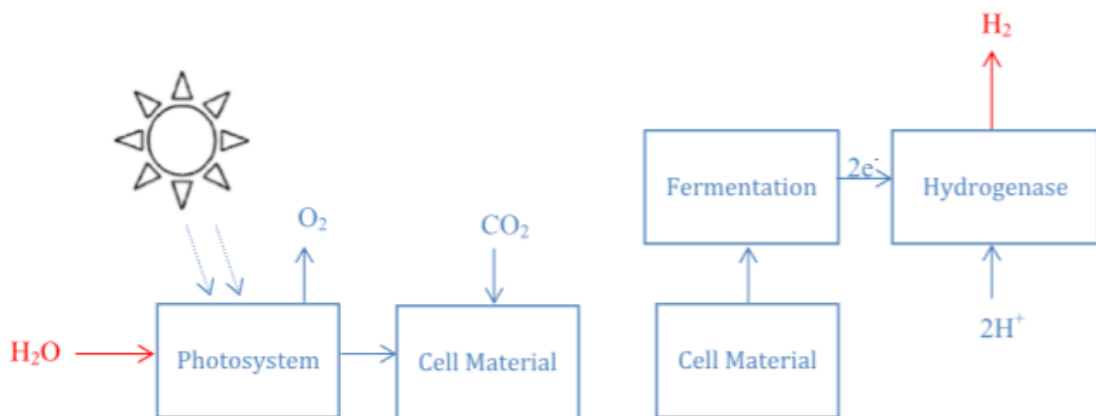 H₂
Fermentation
2e⁻
Hydrogenase
O₂
CO₂
2H⁺
H₂O
Photosystem
Cell Material
Cell Material